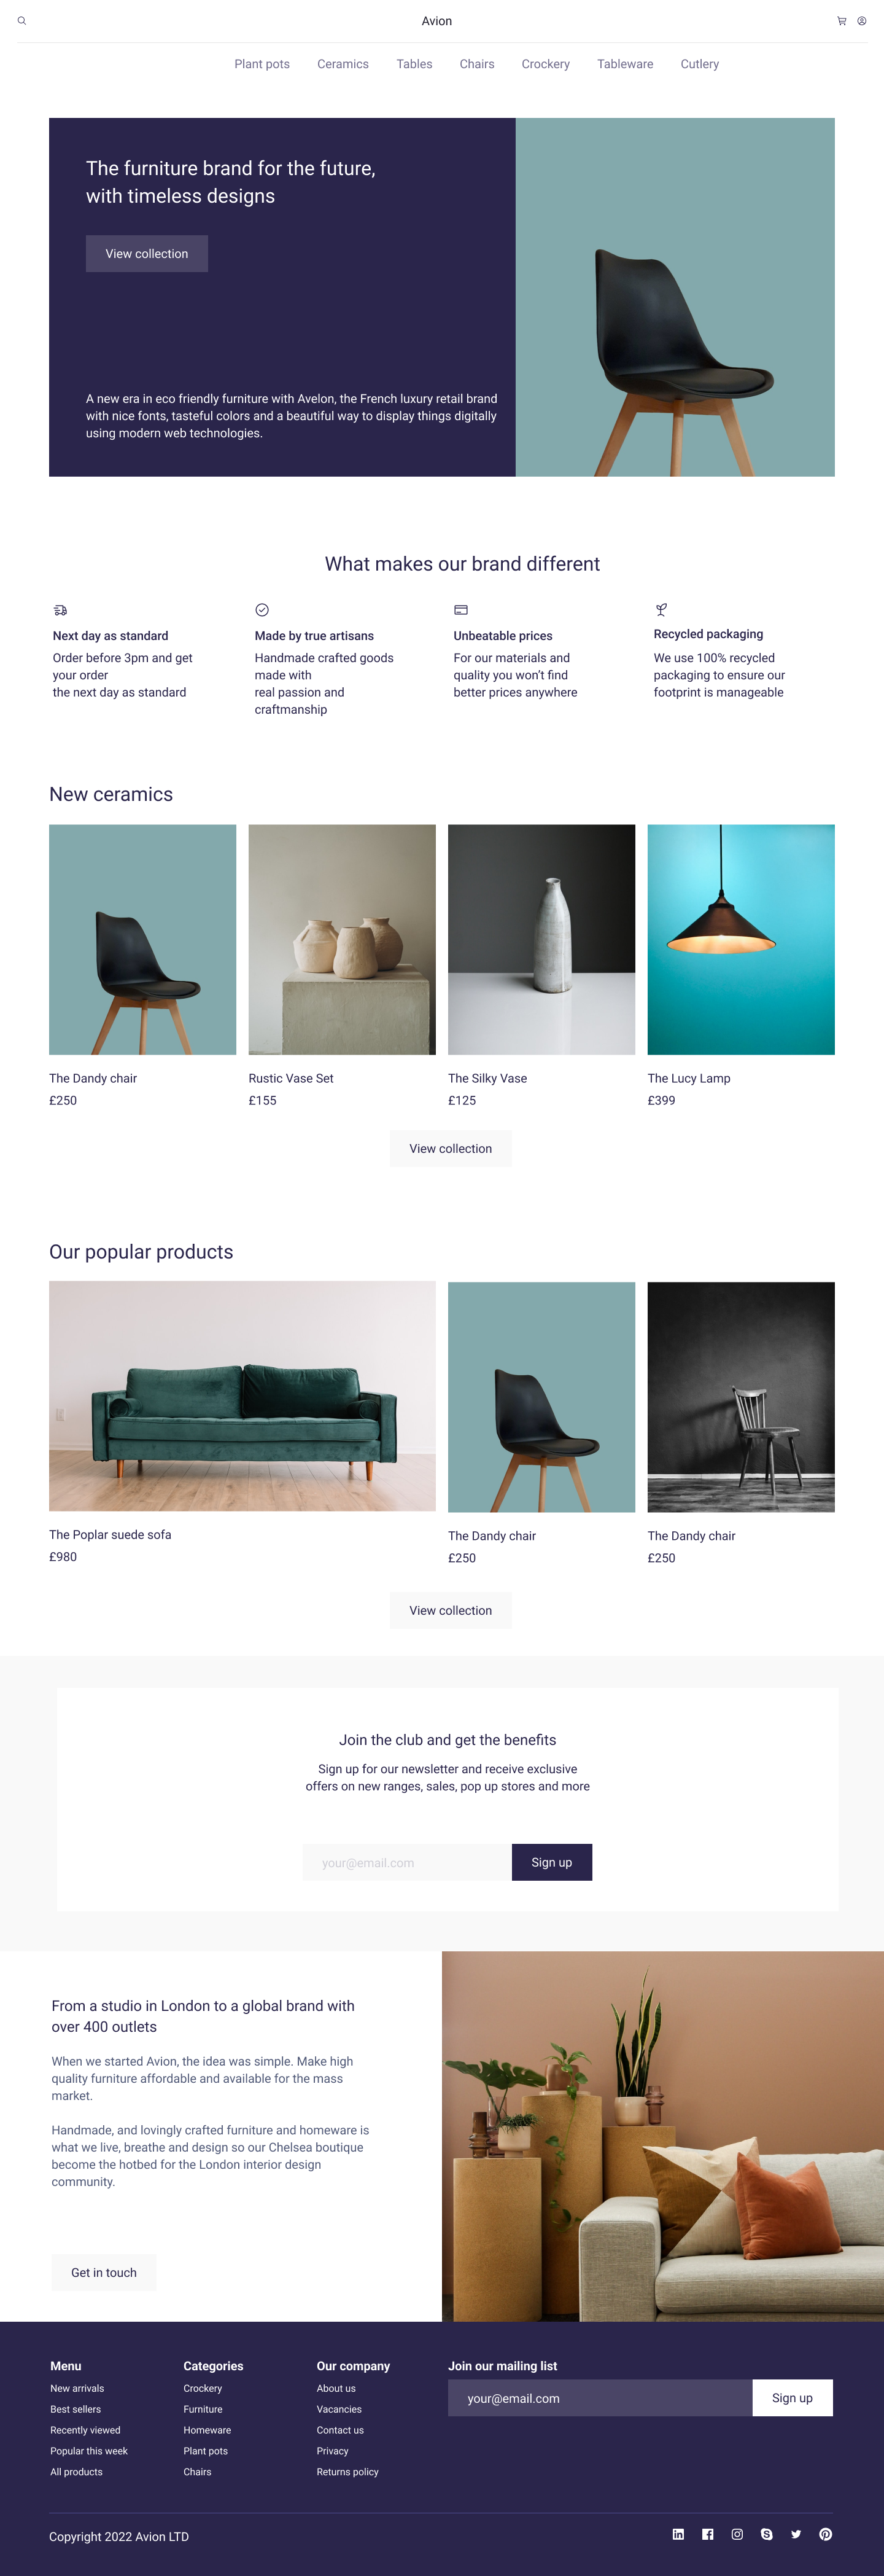 Avion
Plant pots
Ceramics
Tables
Chairs
Crockery
Tableware
Cutlery
The furniture brand for the future,
with timeless designs
View collection
A new era in eco friendly furniture with Avelon, the French luxury retail brand
with nice fonts, tasteful colors and a beautiful way to display things digitally
using modern web technologies.
What makes our brand different
Next day as standard
Order before 3pm and get
your order
the next day as standard
Made by true artisans
Handmade crafted goods
made with
real passion and
craftmanship
Unbeatable prices
For our materials and
quality you won’t find
better prices anywhere
Recycled packaging
We use 100% recycled
packaging to ensure our
footprint is manageable
New ceramics
The Dandy chair
£250
Rustic Vase Set
£155
The Silky Vase
£125
The Lucy Lamp
£399
View collection
Our popular products
The Poplar suede sofa
£980
The Dandy chair
£250
The Dandy chair
£250
View collection
Join the club and get the benefits
Sign up for our newsletter and receive exclusive
offers on new ranges, sales, pop up stores and more
your@email.com
Sign up
From a studio in London to a global brand with
over 400 outlets
When we started Avion, the idea was simple. Make high
quality furniture affordable and available for the mass
market.
Handmade, and lovingly crafted furniture and homeware is
what we live, breathe and design so our Chelsea boutique
become the hotbed for the London interior design
community.
Get in touch
Menu
New arrivals
Best sellers
Recently viewed
Popular this week
All products
Categories
Crockery
Furniture
Homeware
Plant pots
Chairs
Our company
About us
Vacancies
Contact us
Privacy
Returns policy
Join our mailing list
your@email.com
Sign up
Copyright 2022 Avion LTD